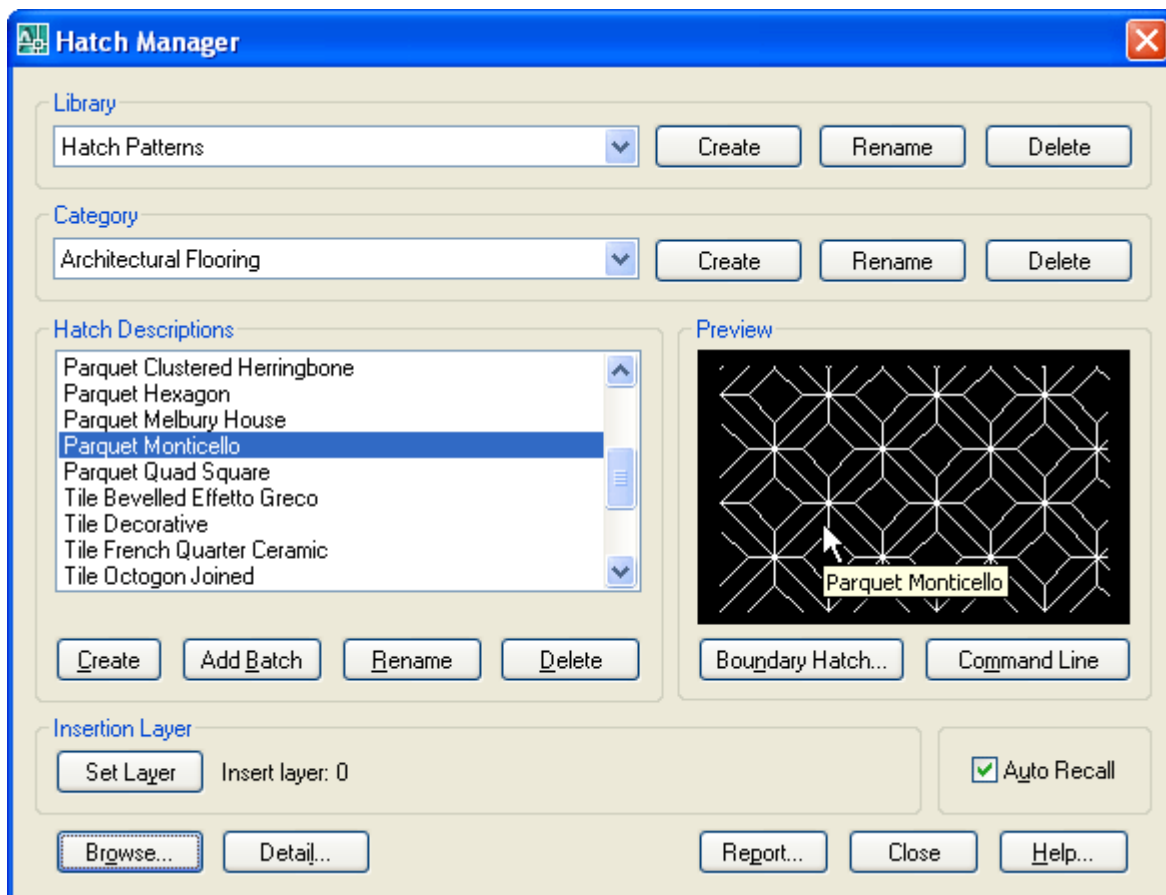 Hatch Manager
Library
Hatch Patterns Create Rename Delete
Category
Architectural Flooring Create Rename Delete
Hatch Descriptions
Parquet Clustered Herringbone
Parquet Hexagon
Parquet Melbury House
Parquet Monticello
Parquet Quad Square
Tile Bevelled Effetto Greco
Tile Decorative
Tile French Quarter Ceramic
Tile Octogon Joined
Create Add Batch Rename Delete
Preview
Parquet Monticello
Boundary Hatch... Command Line
Insertion Layer
Set Layer Insert layer: 0
Auto Recall
Browse... Detail... Report... Close Help...